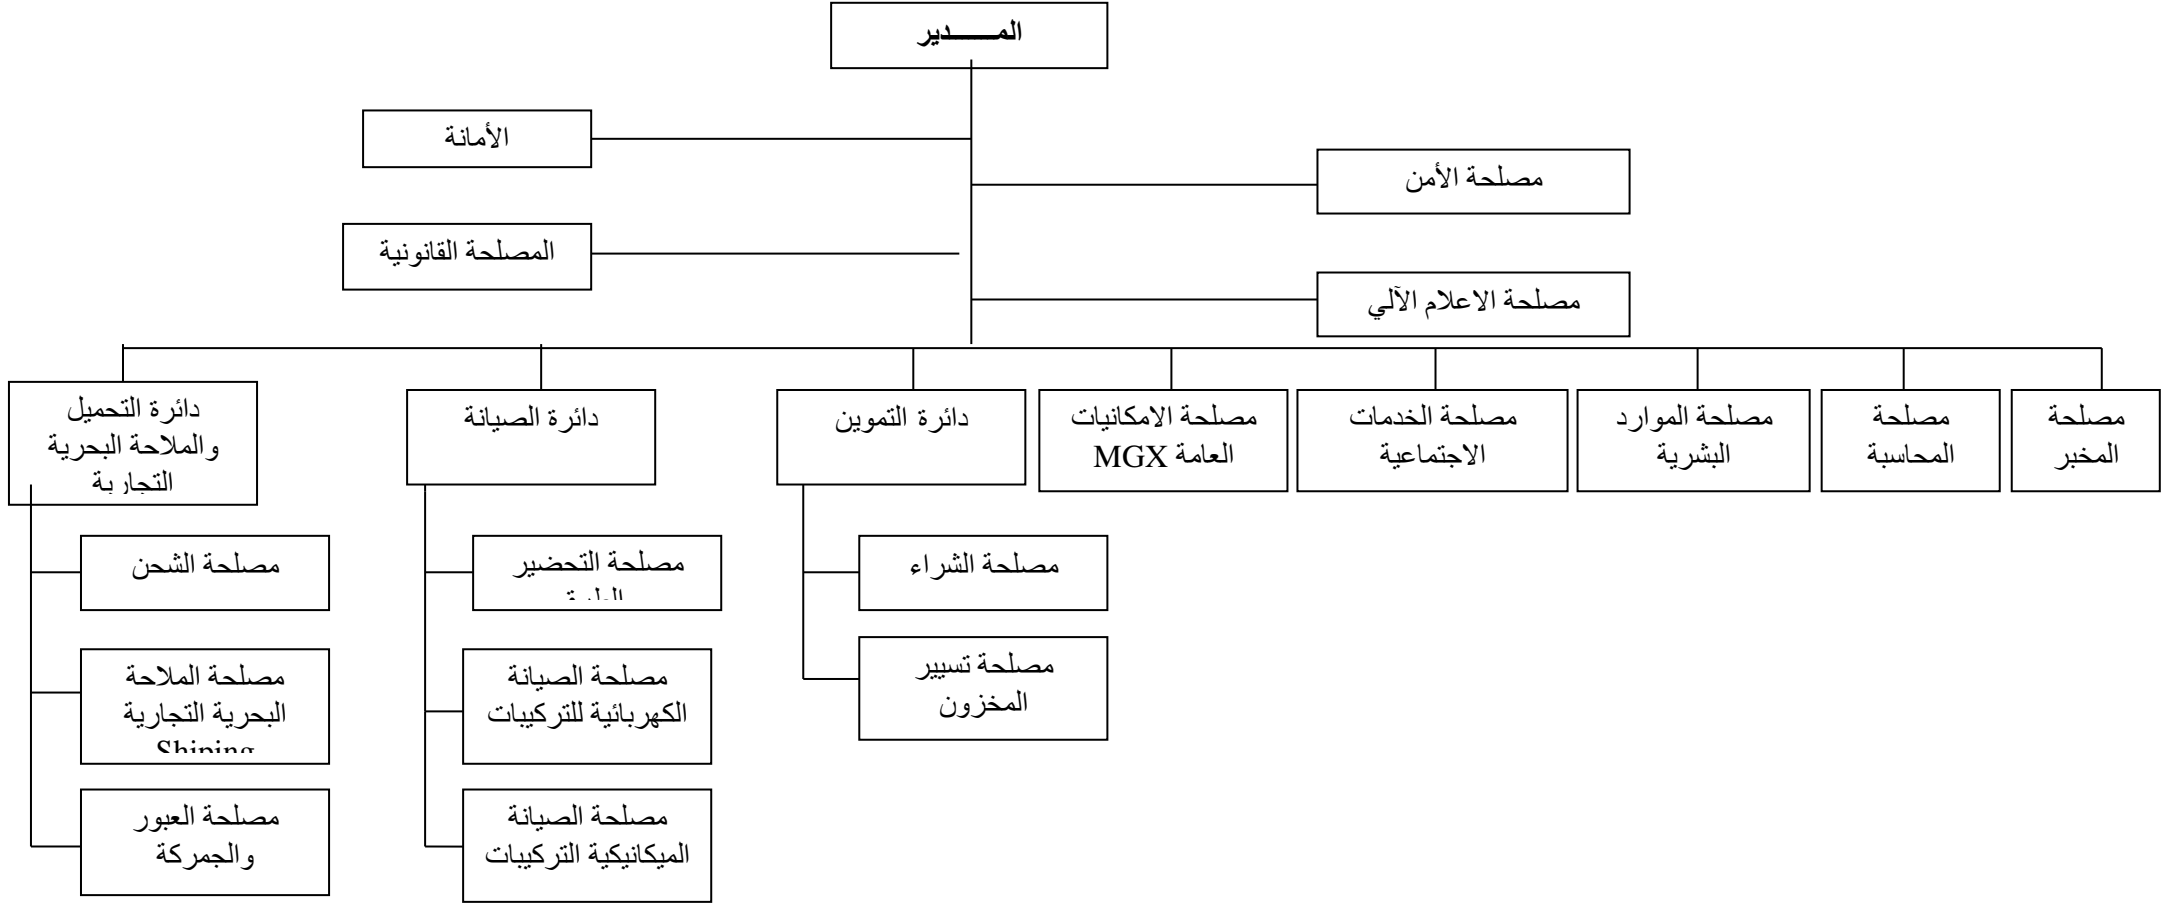 المـــــــدير
الأمانة
مصلحة الأمن
المصلحة القانونية
مصلحة الاعلام الآلي
مصلحة
المخبر
مصلحة
المحاسبة
مصلحة الموارد
البشرية
مصلحة الخدمات
الاجتماعية
مصلحة الامكانيات
العامة MGX
دائرة التموين
دائرة الصيانة
دائرة التحميل
والملاحة البحرية
التجارية
مصلحة الشراء
مصلحة تسيير
المخزون
مصلحة التحضير
مصلحة الصيانة
الكهربائية للتركيبات
مصلحة الصيانة
الميكانيكية التركيبات
مصلحة الشحن
مصلحة الملاحة
البحرية التجارية
Shiping
مصلحة العبور
والجمركة